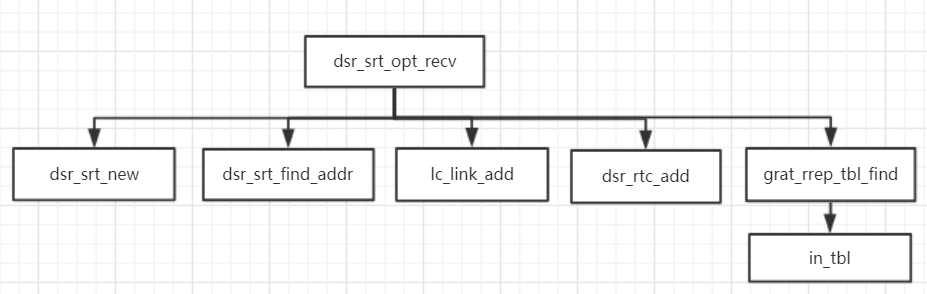 dsr_srt_opt_recv
dsr_srt_new
dsr_srt_find_addr
lc_link_add
dsr_rtc_add
grat_rrep_tbl_find
in_tbl